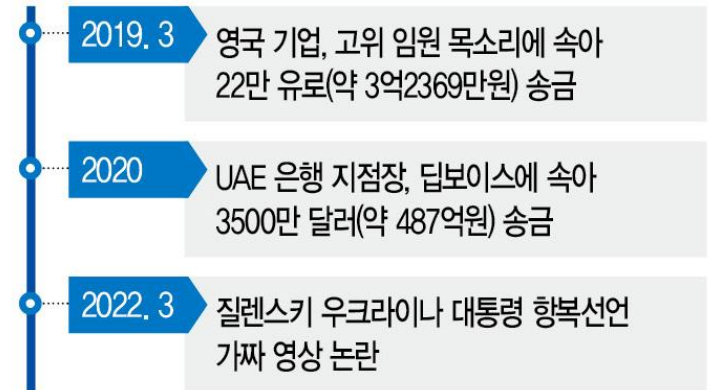 2019. 3
영국 기업, 고위 임원 목소리에 속아
22만 유로(약 3억2369만원) 송금
2020
UAE 은행 지점장, 딥보이스에 속아
3500만 달러(약 487억원) 송금
2022. 3
질렌스키 우크라이나 대통령 항복선언
가짜 영상 논란